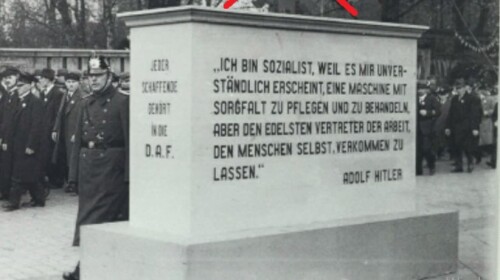 JEDER
SCHAFFENDE
GEHÖRT
IN DIE
D.A.F.
„ICH BIN SOZIALIST, WEIL ES MIR UNVER-
STÄNDLICH ERSCHEINT, EINE MASCHINE MIT
SORGFALT ZU PFLEGEN UND ZU BEHANDELN,
ABER DEN EDELSTEN VERTRETER DER ARBEIT,
DEN MENSCHEN SELBST, VERKOMMEN ZU
LASSEN.“
ADOLF HITLER